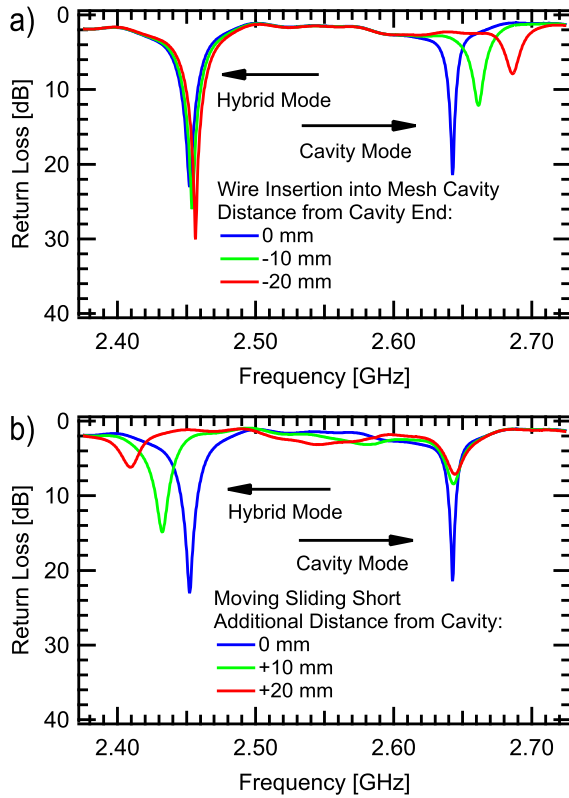 a)
0
10
20
30
40
Return Loss [dB]
Hybrid Mode
Cavity Mode
Wire Insertion into Mesh Cavity
Distance from Cavity End:
0 mm
-10 mm
-20 mm
2.40 2.50 2.60 2.70
Frequency [GHz]
b)
0
10
20
30
40
Return Loss [dB]
Hybrid Mode
Cavity Mode
Moving Sliding Short
Additional Distance from Cavity:
0 mm
+10 mm
+20 mm
2.40 2.50 2.60 2.70
Frequency [GHz]